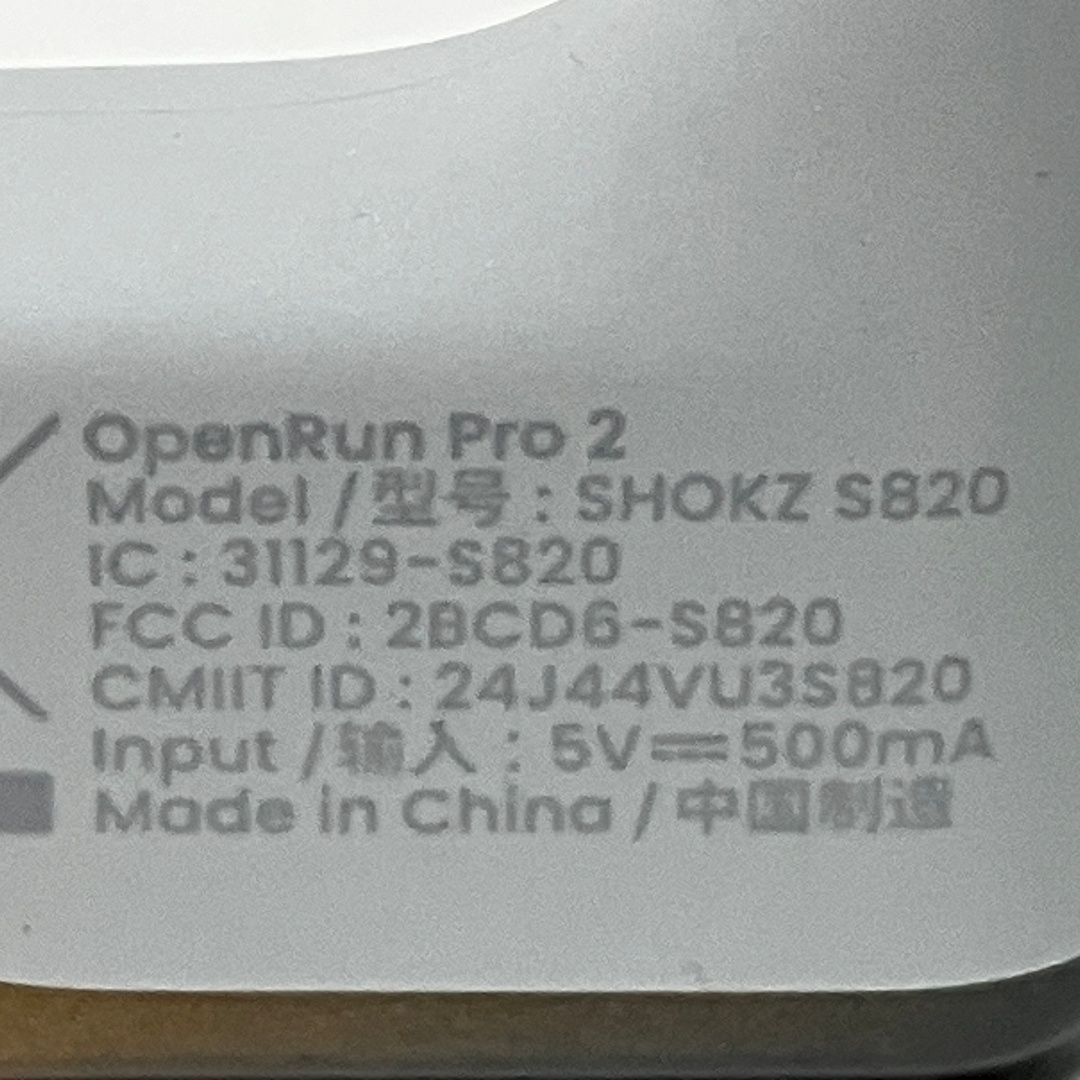 OpenRun Pro 2
Model / 型号 : SHOKZ S820
IC : 31129-S820
FCC ID : 2BCD6-S820
CMIIT ID : 24J44VU3S820
Input / 输入 : 5V⎓500mA
Made in China / 中国制造